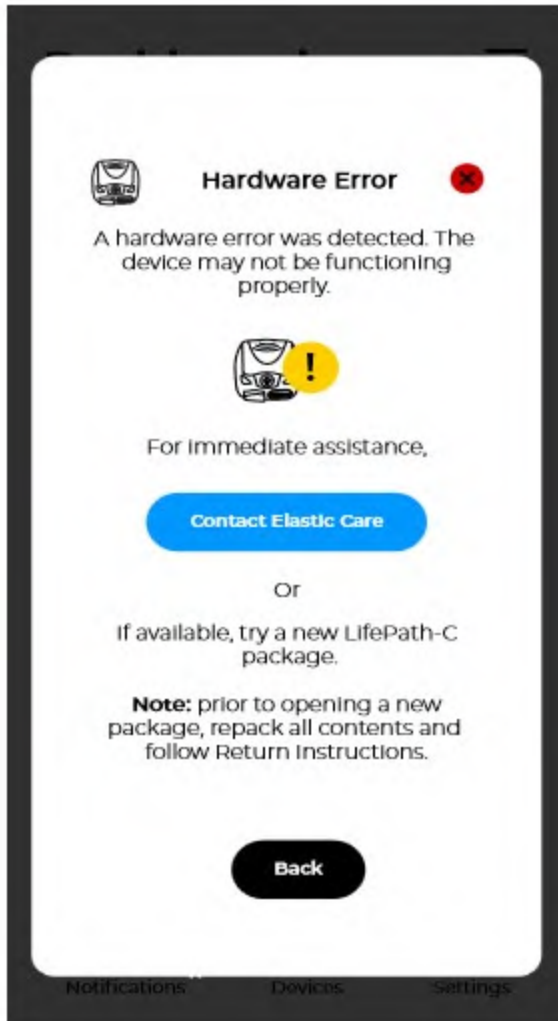 Hardware Error
A hardware error was detected. The
device may not be functioning
properly.
!
For immediate assistance,
Contact Elastic Care
Or
If available, try a new LifePath-C
package.
Note: prior to opening a new
package, repack all contents and
follow Return Instructions.
Back
Notifications Devices Settings